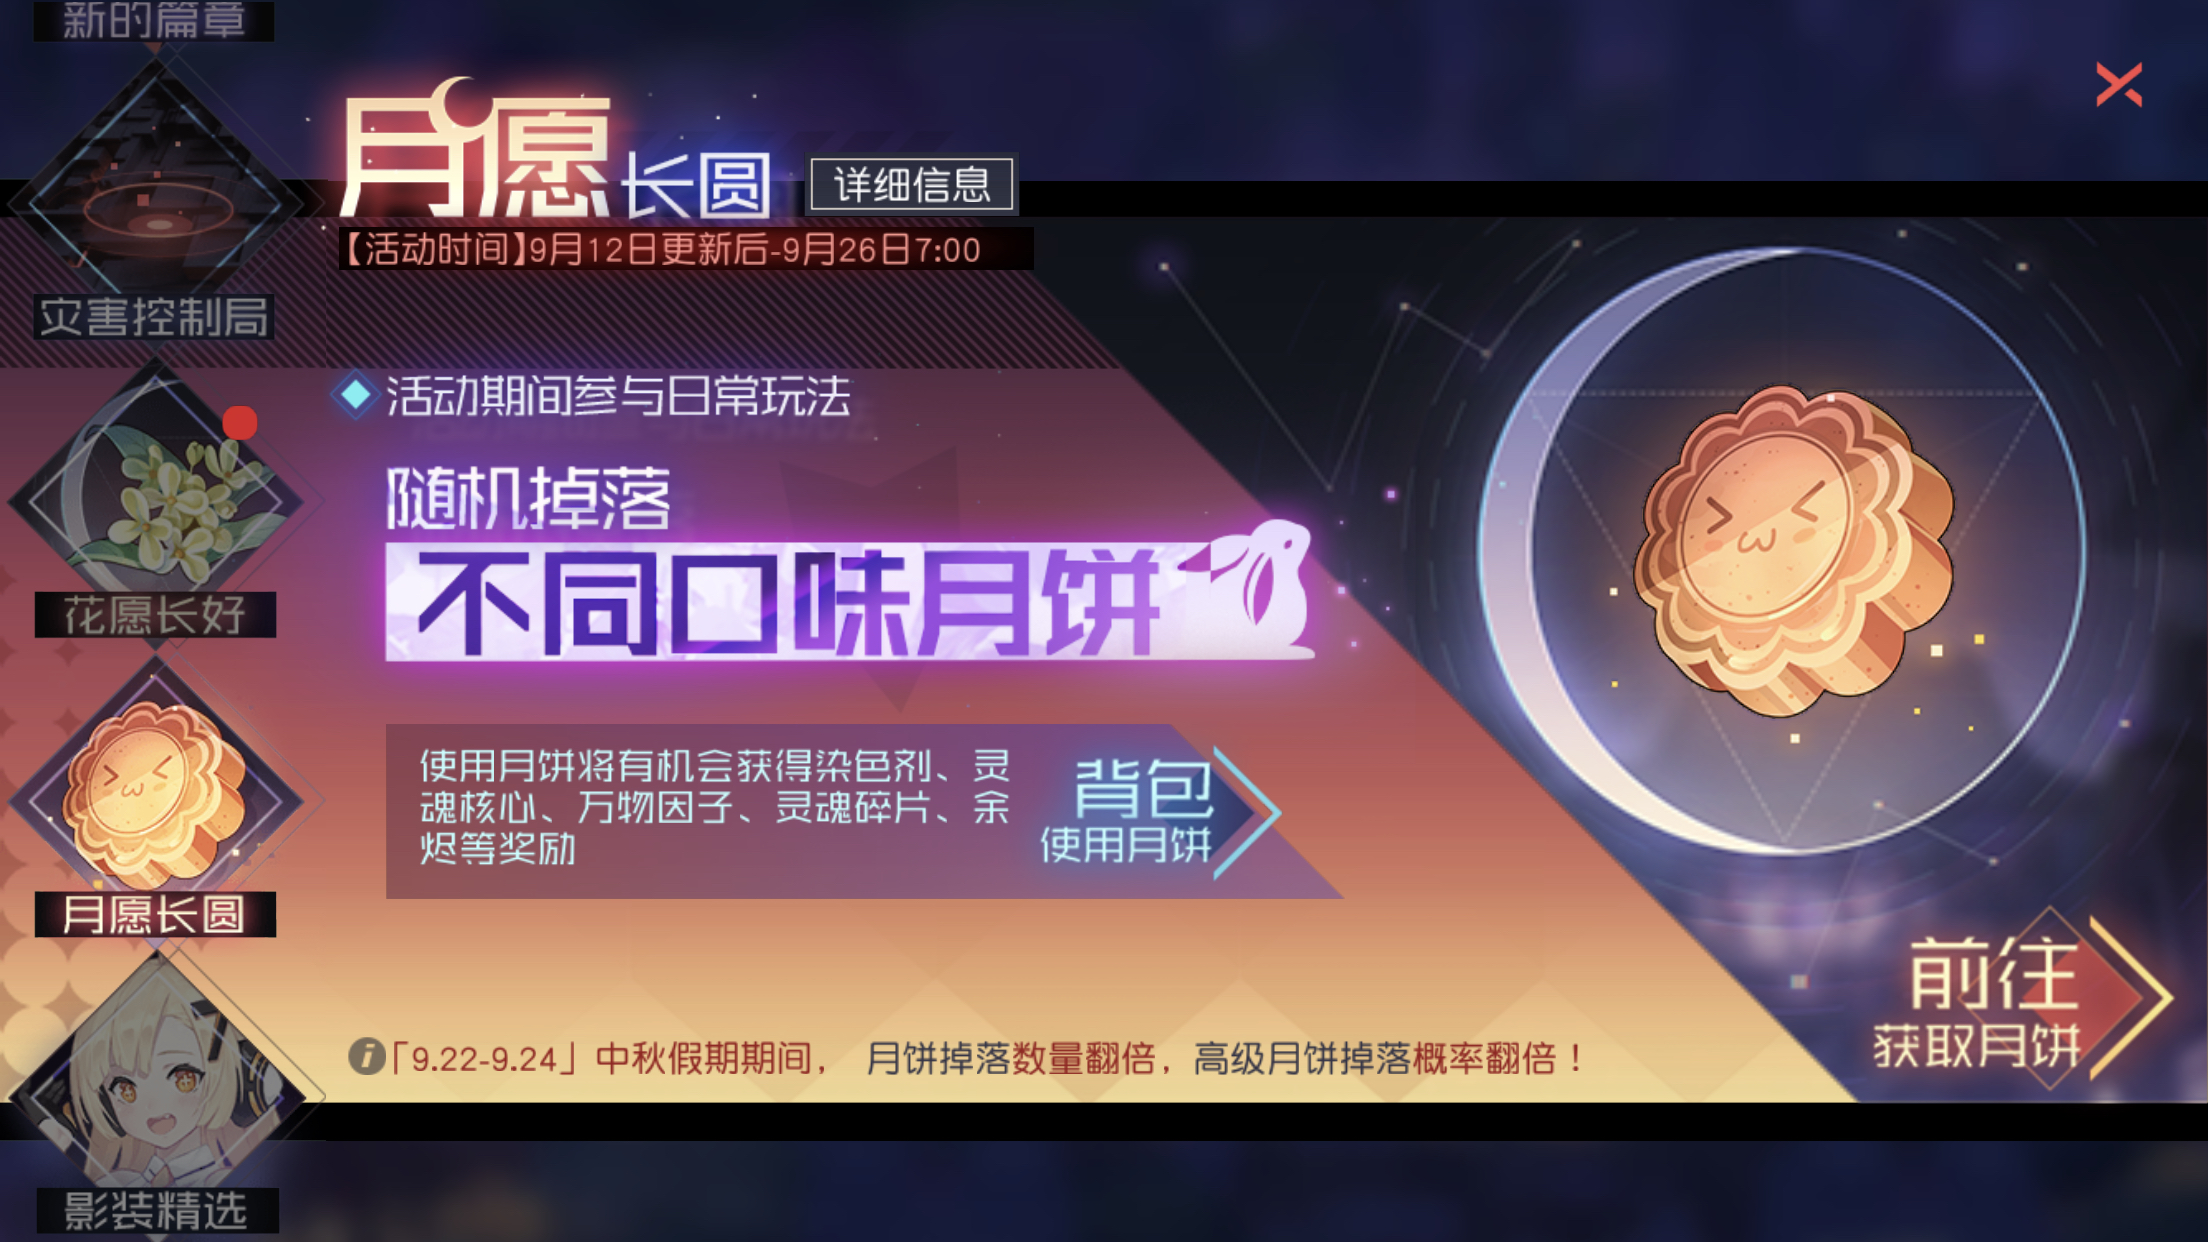 新的篇章
灾害控制局
花愿长好
月愿长圆
影装精选
月愿长圆
详细信息
【活动时间】9月12日更新后-9月26日7:00
活动期间参与日常玩法
随机掉落
不同口味月饼
使用月饼将有机会获得染色剂、灵
魂核心、万物因子、灵魂碎片、余
烬等奖励
背包
使用月饼
「9.22-9.24」中秋假期期间，月饼掉落数量翻倍，高级月饼掉落概率翻倍！
前往
获取月饼